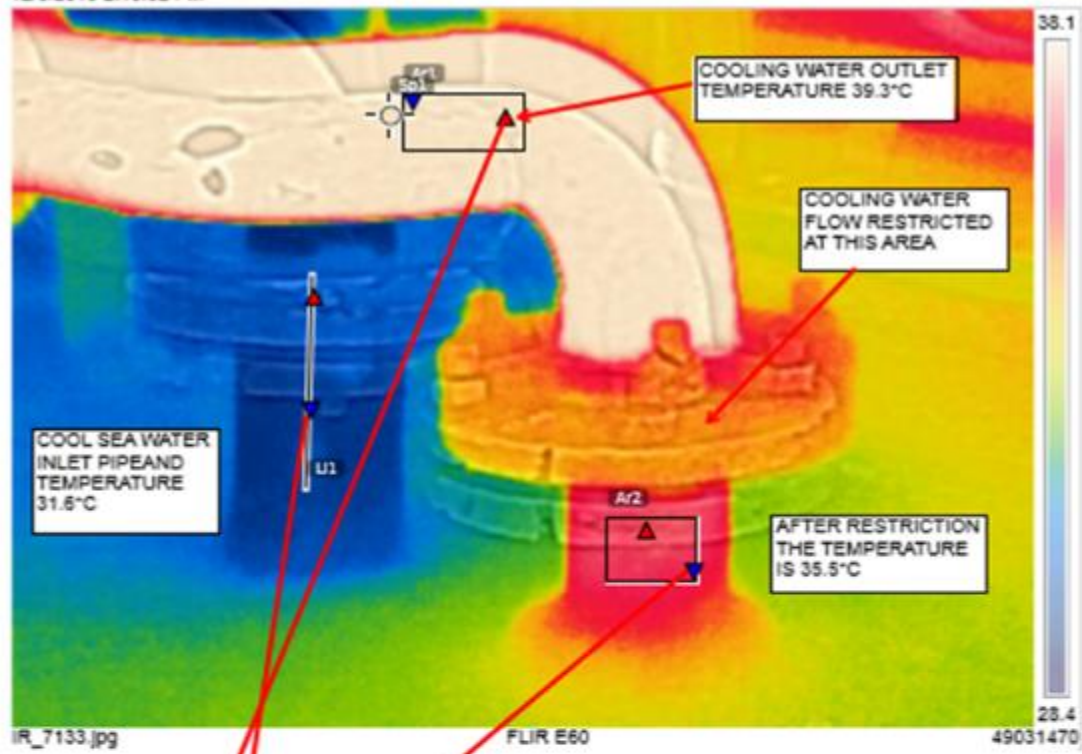 38.1
Ar1
Sp1
COOLING WATER OUTLET
TEMPERATURE 39.3°C
COOLING WATER
FLOW RESTRICTED
AT THIS AREA
COOL SEA WATER
INLET PIPEAND
TEMPERATURE
31.6°C
Li1
Ar2
AFTER RESTRICTION
THE TEMPERATURE
IS 35.5°C
28.4
IR_7133.jpg
FLIR E60
49031470